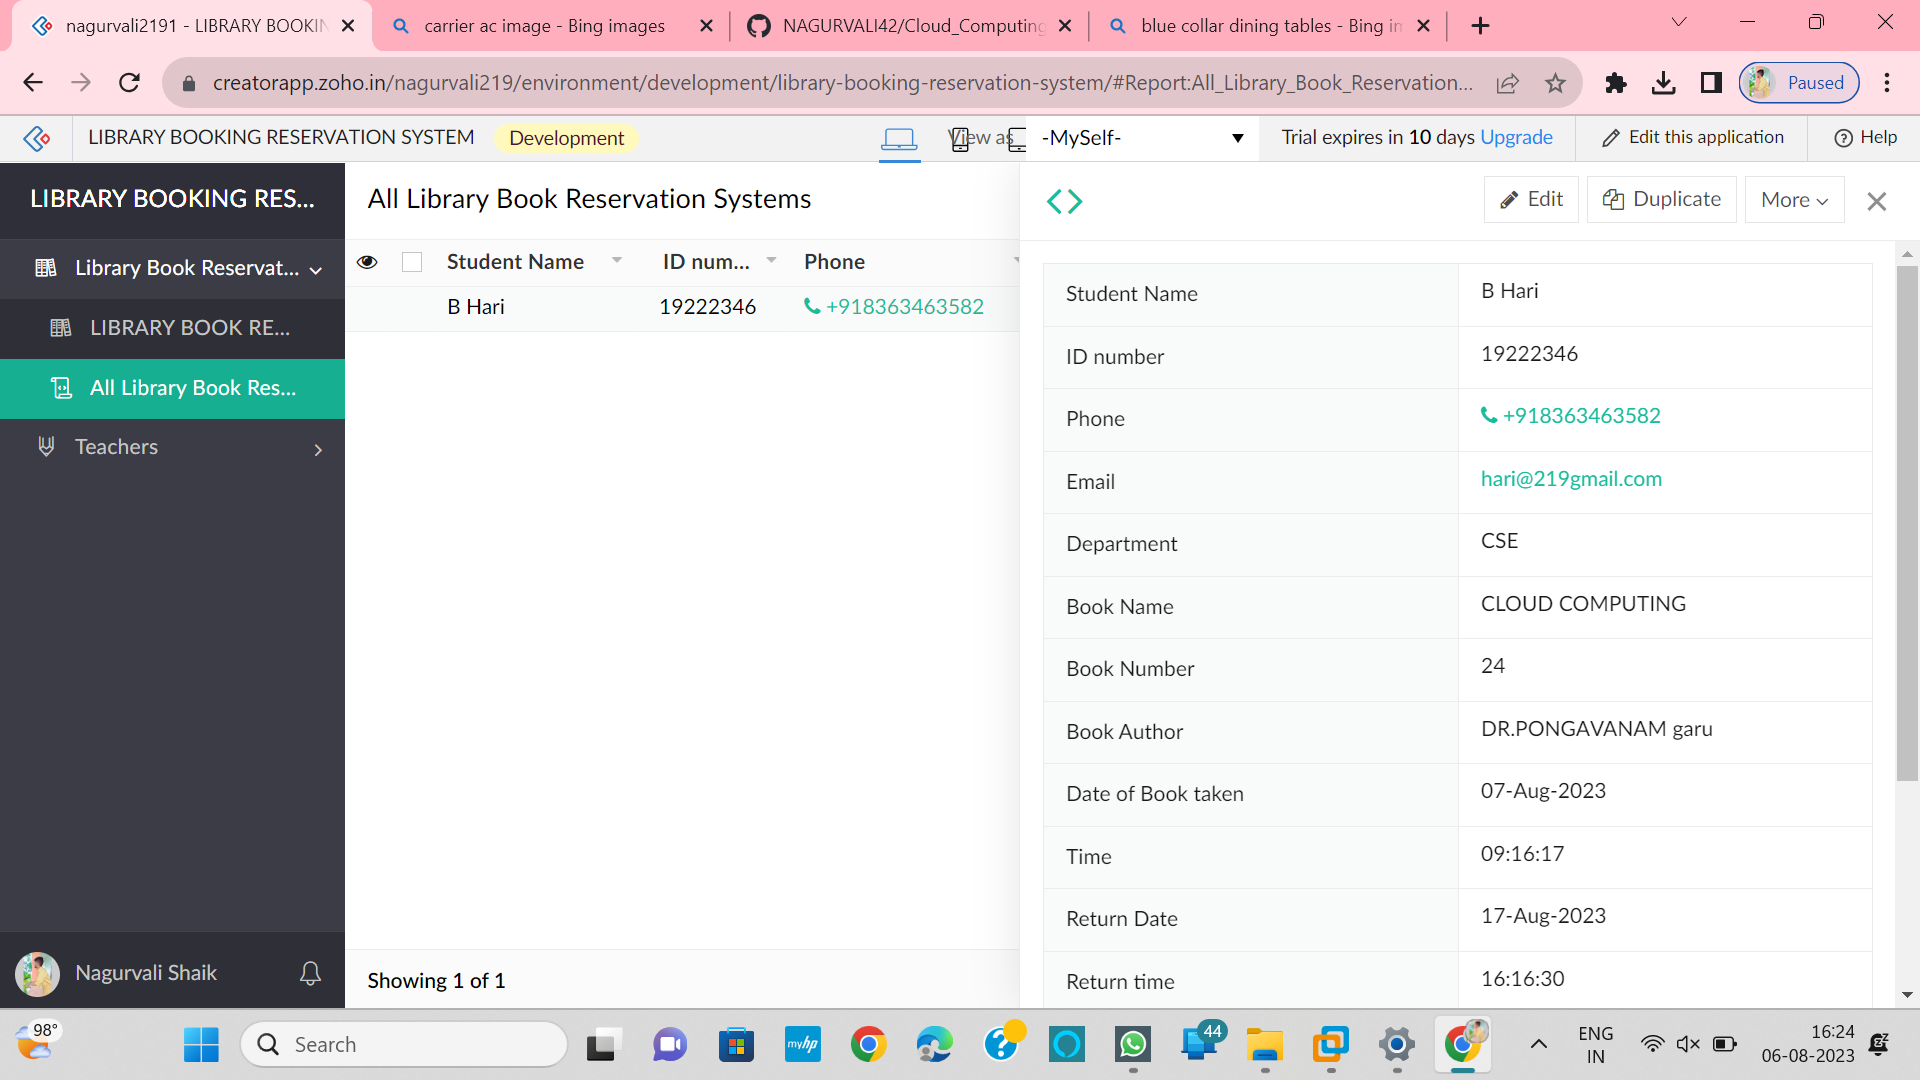 nagurvali2191 - LIBRARY BOOKIN
carrier ac image - Bing images
NAGURVALI42/Cloud_Computing
blue collar dining tables - Bing im
creatorapp.zoho.in/nagurvali219/environment/development/library-booking-reservation-system/#Report:All_Library_Book_Reservation...
Paused
LIBRARY BOOKING RESERVATION SYSTEM
Development
View as
-MySelf-
Trial expires in 10 days Upgrade
Edit this application
Help
LIBRARY BOOKING RES...
Library Book Reservat...
LIBRARY BOOK RE...
All Library Book Res...
Teachers
Nagurvali Shaik
All Library Book Reservation Systems
Student Name ID num... Phone
B Hari 19222346 +918363463582
Showing 1 of 1
Edit
Duplicate
More
Student Name B Hari
ID number 19222346
Phone +918363463582
Email hari@219gmail.com
Department CSE
Book Name CLOUD COMPUTING
Book Number 24
Book Author DR.PONGAVANAM garu
Date of Book taken 07-Aug-2023
Time 09:16:17
Return Date 17-Aug-2023
Return time 16:16:30
98°
Search
myhp
44
ENG
IN
16:24
06-08-2023